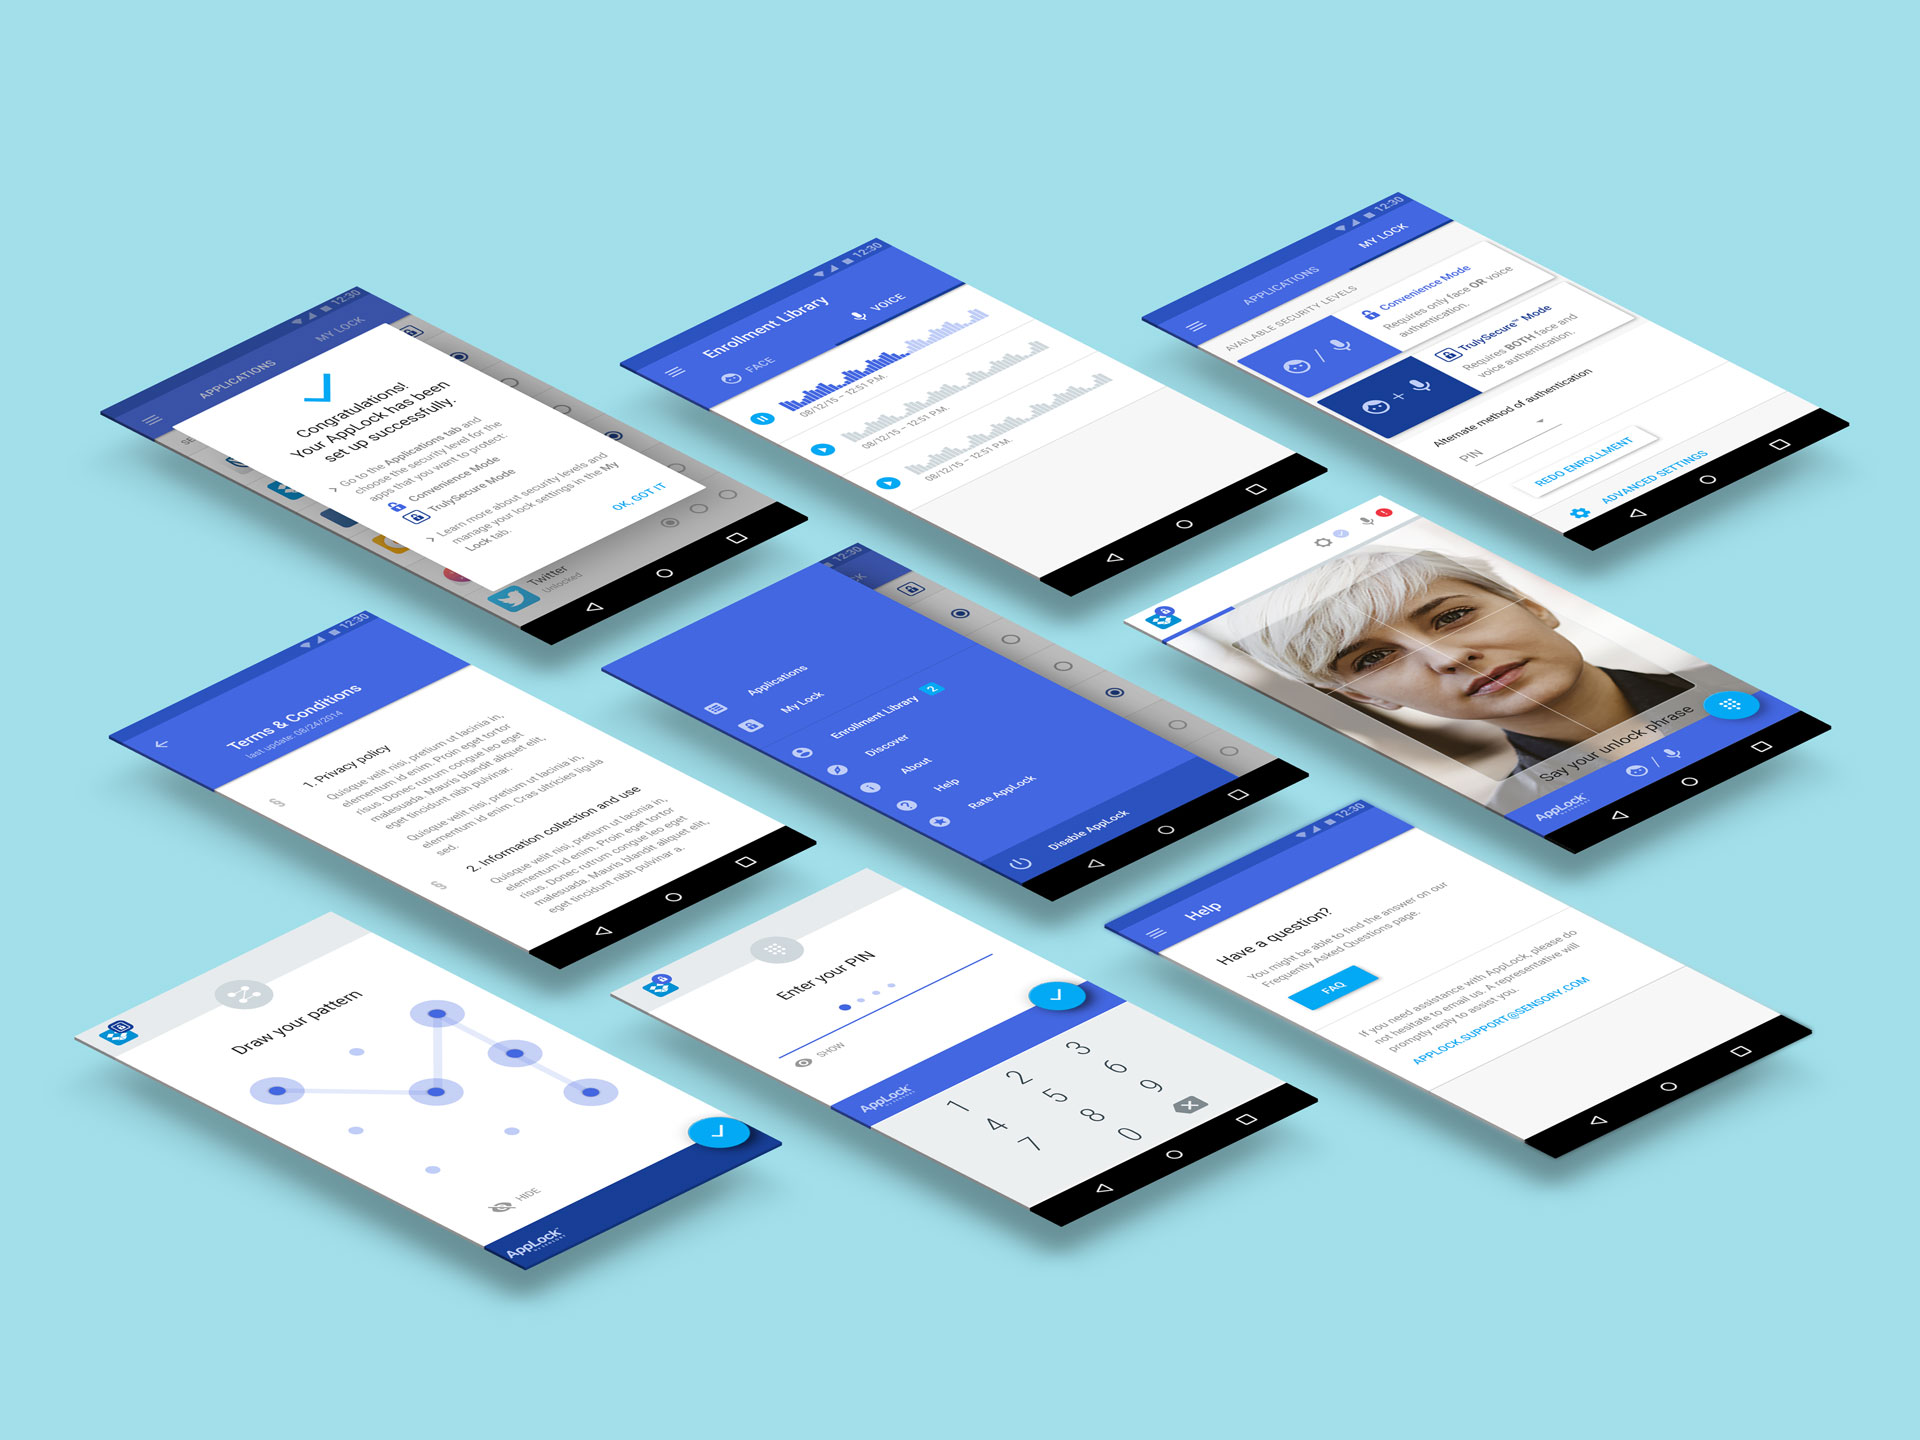 12:30
APPLICATIONS
MY LOCK
Congratulations!
Your AppLock has been
set up successfully.
> Go to the Applications tab and
choose the security level for the
apps that you want to protect:
Convenience Mode
TrulySecure Mode
> Learn more about security levels and
manage your lock settings in the My
Lock tab.
OK, GOT IT
Twitter
Unlocked
12:30
Enrollment Library
FACE
VOICE
08/12/15 – 12:51 P.M.
08/12/15 – 12:51 P.M.
08/12/15 – 12:51 P.M.
12:30
APPLICATIONS
MY LOCK
AVAILABLE SECURITY LEVELS
Convenience Mode
Requires only face OR voice
authentication.
TrulySecure™ Mode
Requires BOTH face and
voice authentication.
Alternate method of authentication
PIN
REDO ENROLLMENT
ADVANCED SETTINGS
12:30
Terms & Conditions
last update: 08/24/2014
§ 1. Privacy policy
Quisque velit nisi, pretium ut lacinia in,
elementum id enim. Proin eget tortor
risus. Donec rutrum congue leo eget
malesuada. Mauris blandit aliquet elit,
eget tincidunt nibh pulvinar.
Quisque velit nisi, pretium ut lacinia in,
elementum id enim. Cras ultricies ligula
sed.
§ 2. Information collection and use
Quisque velit nisi, pretium ut lacinia in,
elementum id enim. Proin eget tortor
risus. Donec rutrum congue leo eget
malesuada. Mauris blandit aliquet elit,
eget tincidunt nibh pulvinar a.
12:30
Applications
My Lock
Enrollment Library 2
Discover
About
Help
Rate AppLock
Disable AppLock
Say your unlock phrase
AppLock
Draw your pattern
HIDE
AppLock
BY SENSORY
Enter your PIN
SHOW
AppLock
BY SENSORY
1 2 3
4 5 6
7 8 9
0
12:30
Help
Have a question?
You might be able to find the answer on our
Frequently Asked Questions page.
FAQ
If you need assistance with AppLock, please do
not hesitate to email us. A representative will
promptly reply to assist you.
APPLOCK.SUPPORT@SENSORY.COM